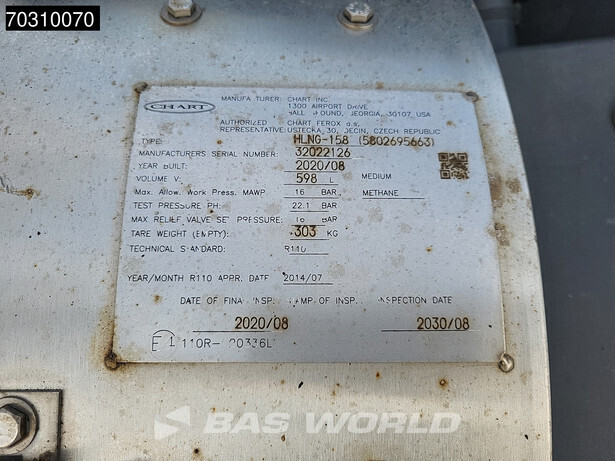 70310070
CHART
MANUFACTURER: CHART INC.
1300 AIRPORT DRIVE
GROUND, 30107, USA
AUTHORIZED CHART FEROX a.s.
REPRESENTATIVE: USTECKA 30, CZECH REPUBLIC
TYPE: HLNG-158 (5802695663)
MANUFACTURERS SERIAL NUMBER: 32022126
YEAR BUILT: 2020/08
VOLUME V: 598 L MEDIUM
Max. Allow. Work Press. MAWP 16 BAR METHANE
TEST PRESSURE PH: 22.1 BAR
MAX RELIEF VALVE SET PRESSURE: 16 BAR
TARE WEIGHT (EMPTY): 303 KG
TECHNICAL STANDARD: R110
YEAR/MONTH R110 APPR. DATE 2014/07
DATE OF FINAL INSP. STAMP OF INSP. INSPECTION DATE
2020/08 2030/08
110R-
BAS WORLD